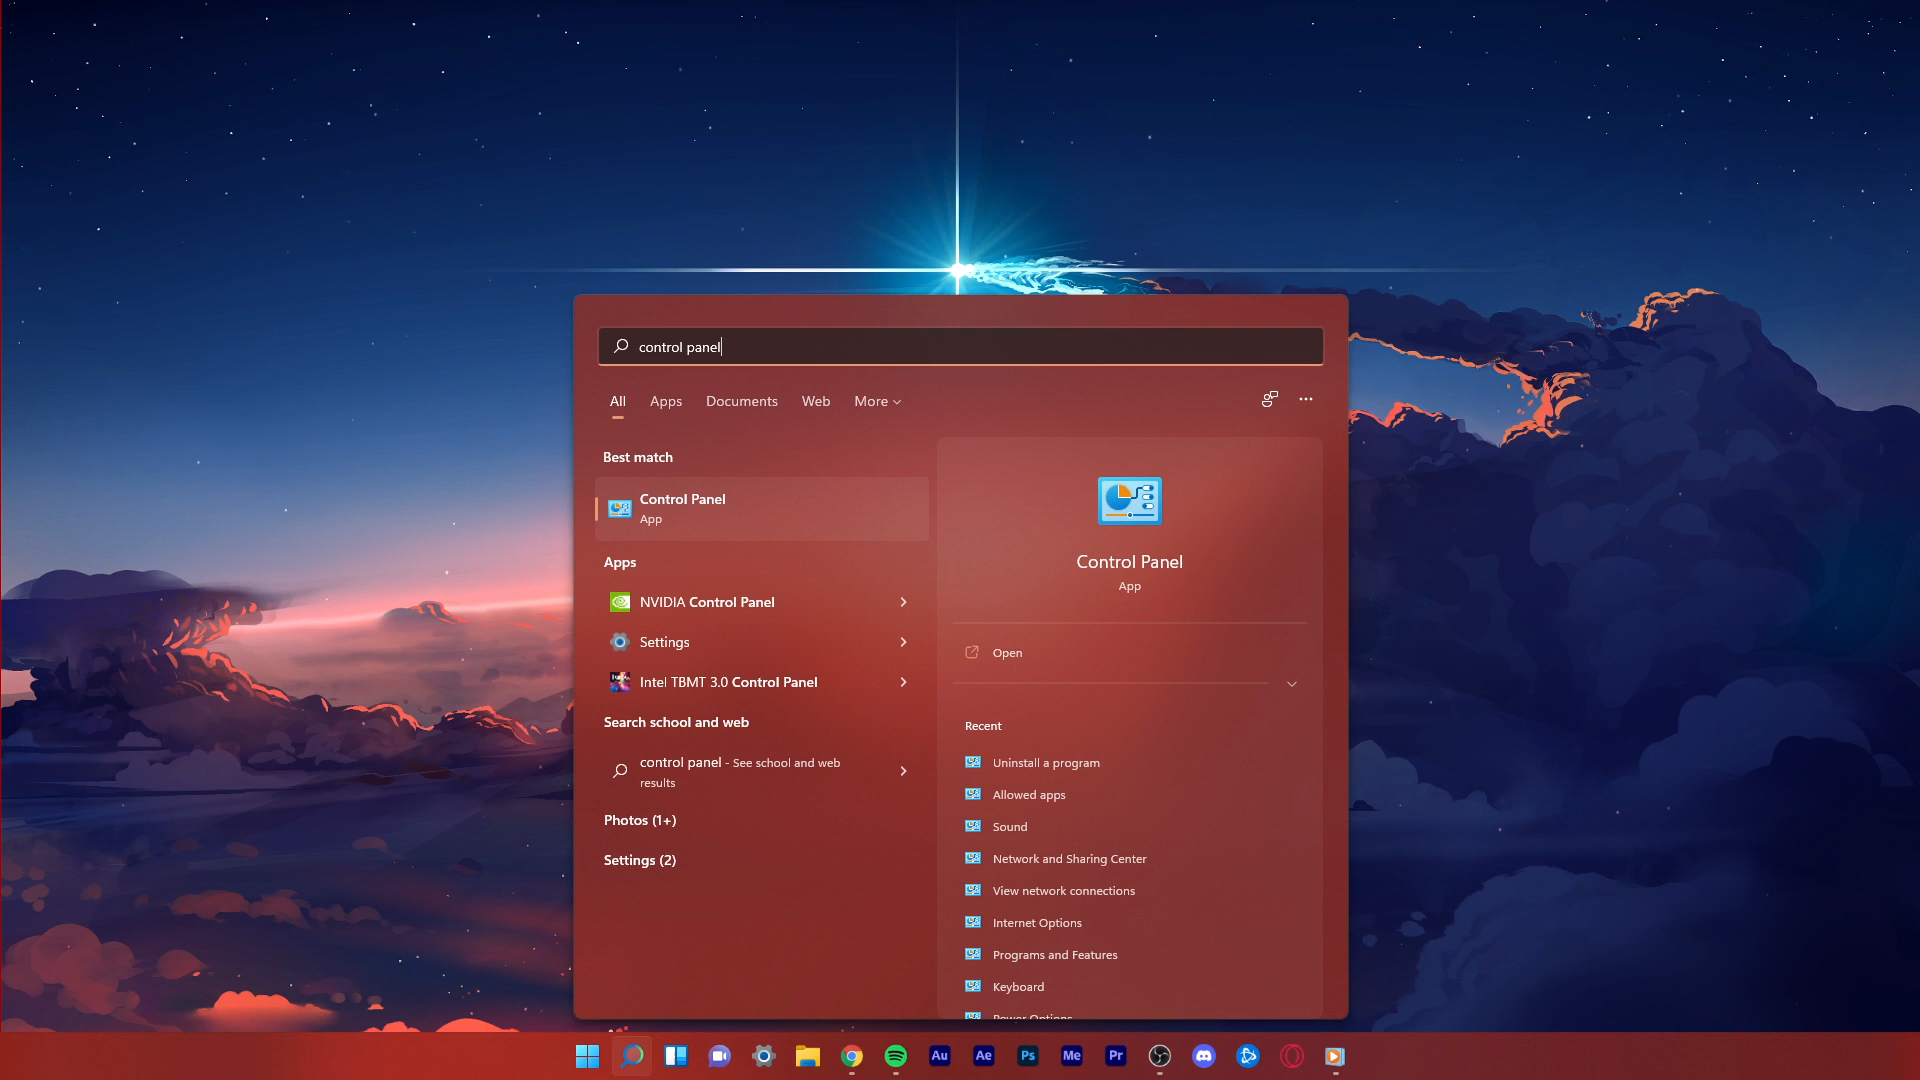 control panel
All Apps Documents Web More
Best match
Control Panel
App
Apps
NVIDIA Control Panel
Settings
Intel TBMT 3.0 Control Panel
Search school and web
control panel - See school and web
results
Photos (1+)
Settings (2)
Control Panel
App
Open
Recent
Uninstall a program
Allowed apps
Sound
Network and Sharing Center
View network connections
Internet Options
Programs and Features
Keyboard
Power Options
Au Ae Ps Me Pr